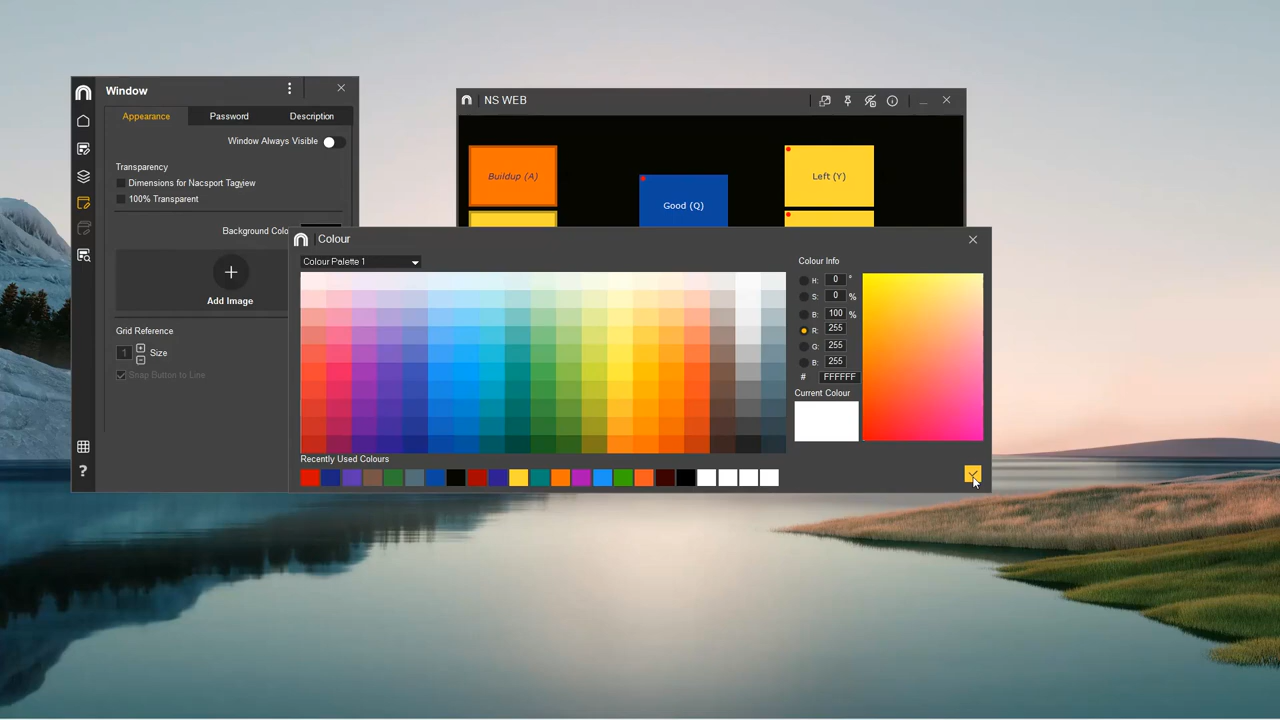 Window
Appearance
Password
Description
Window Always Visible
Transparency
Dimensions for Nacsport Tagview
100% Transparent
Background Colo
Add Image
Grid Reference
1
Size
Snap Button to Line
?
NS WEB
Buildup (A)
Good (Q)
Left (Y)
Colour
Colour Palette 1
Recently Used Colours
Colour Info
H: 0 °
S: 0 %
B: 100 %
R: 255
G: 255
B: 255
# FFFFFF
Current Colour